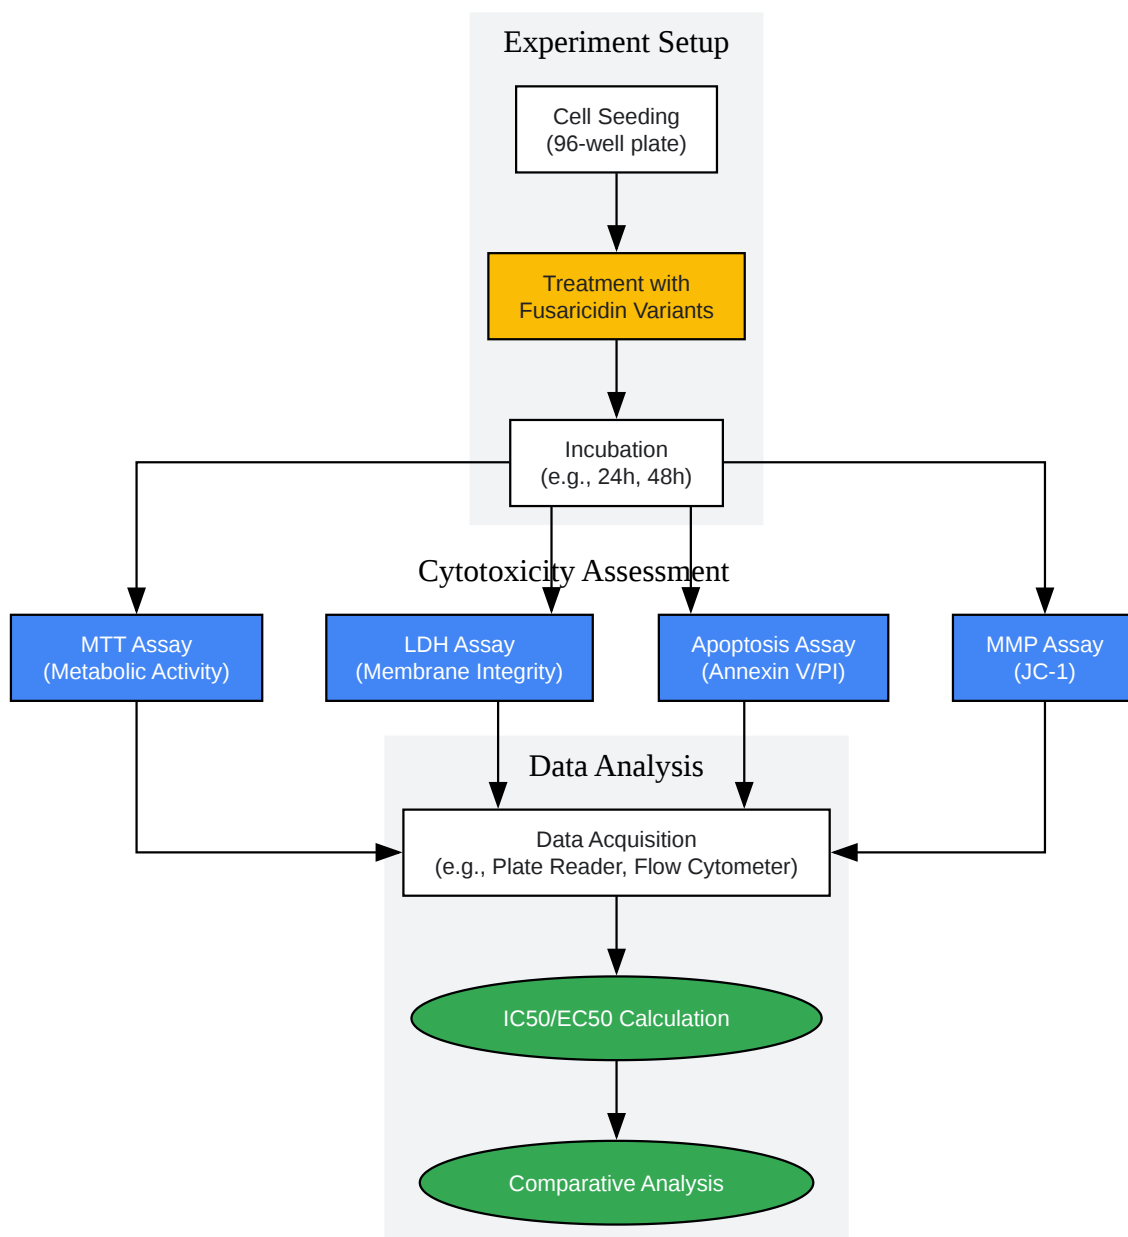 Experiment Setup
Cell Seeding
(96-well plate)
Treatment with
Fusaricidin Variants
Incubation
(e.g., 24h, 48h)
Cytotoxicity Assessment
MTT Assay
(Metabolic Activity)
LDH Assay
(Membrane Integrity)
Apoptosis Assay
(Annexin V/PI)
MMP Assay
(JC-1)
Data Analysis
Data Acquisition
(e.g., Plate Reader, Flow Cytometer)
IC50/EC50 Calculation
Comparative Analysis